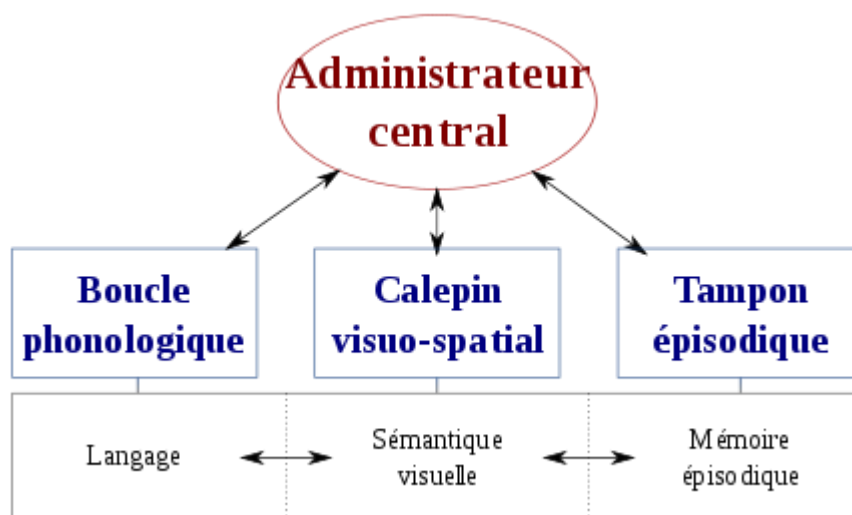 Administrateur
central
Boucle
phonologique
Calepin
visuo-spatial
Tampon
épisodique
Langage
Sémantique
visuelle
Mémoire
épisodique